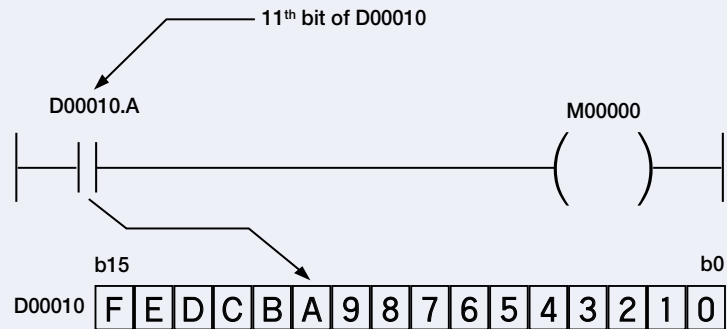 11th bit of D00010
D00010.A
M00000
b15 b0
D00010 F E D C B A 9 8 7 6 5 4 3 2 1 0